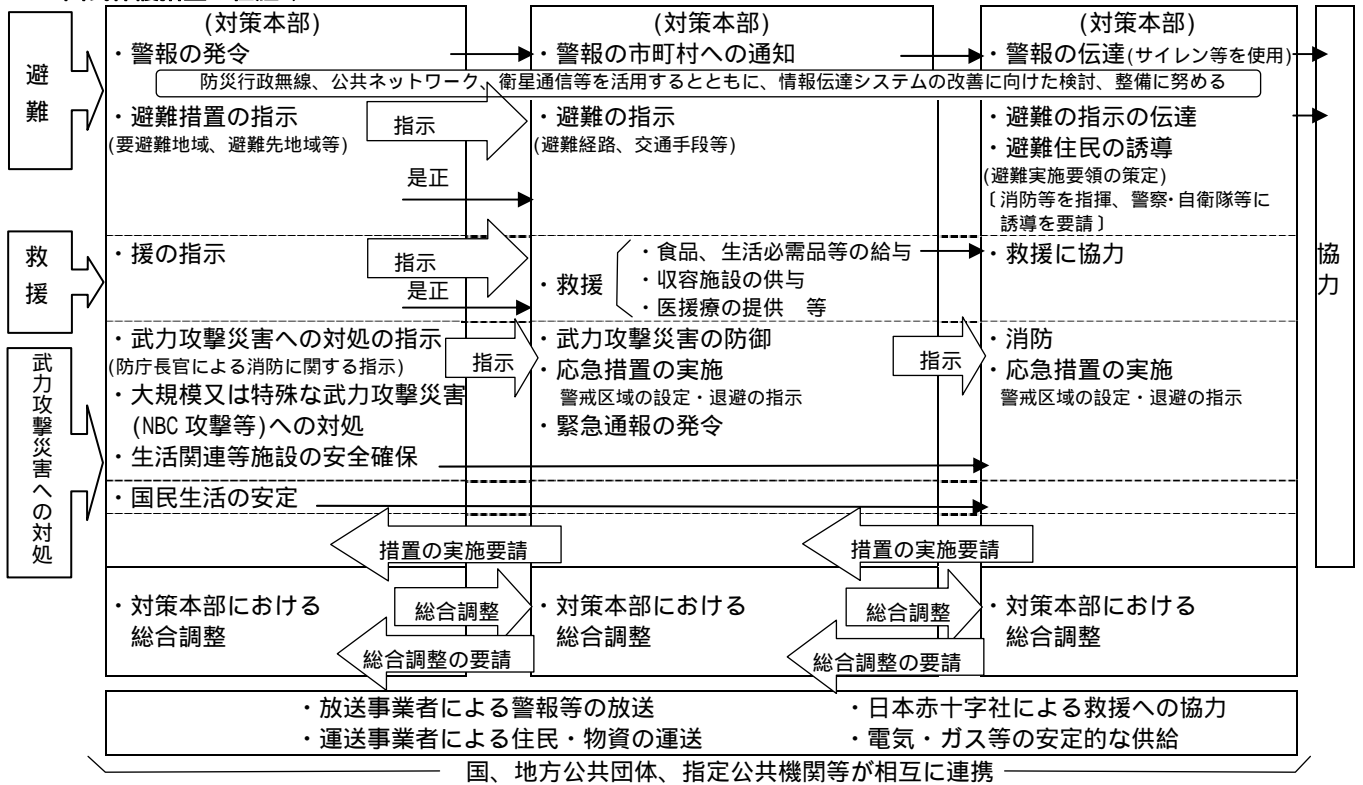 (対策本部)
・警報の発令
(対策本部)
・警報の市町村への通知
(対策本部)
・警報の伝達(サイレン等を使用)
防災行政無線、公共ネットワーク、衛星通信等を活用するとともに、情報伝達システムの改善に向けた検討、整備に努める
避難
・避難措置の指示
(要避難地域、避難先地域等)
指示
是正
・避難の指示
(避難経路、交通手段等)
・避難の指示の伝達
・避難住民の誘導
(避難実施要領の策定)
〔消防等を指揮、警察・自衛隊等に
誘導を要請〕
協力
救援
・援の指示
指示
是正
・救援
・食品、生活必需品等の給与
・収容施設の供与
・医援療の提供 等
・救援に協力
武力攻撃災害への対処
・武力攻撃災害への対処の指示
(防庁長官による消防に関する指示)
・大規模又は特殊な武力攻撃災害
(NBC 攻撃等)への対処
・生活関連等施設の安全確保
指示
・武力攻撃災害の防御
・応急措置の実施
警戒区域の設定・退避の指示
・緊急通報の発令
指示
・消防
・応急措置の実施
警戒区域の設定・退避の指示
・国民生活の安定
措置の実施要請
措置の実施要請
・対策本部における
総合調整
総合調整
総合調整の要請
・対策本部における
総合調整
総合調整
総合調整の要請
・対策本部における
総合調整
・放送事業者による警報等の放送
・運送事業者による住民・物資の運送
・日本赤十字社による救援への協力
・電気・ガス等の安定的な供給
国、地方公共団体、指定公共機関等が相互に連携